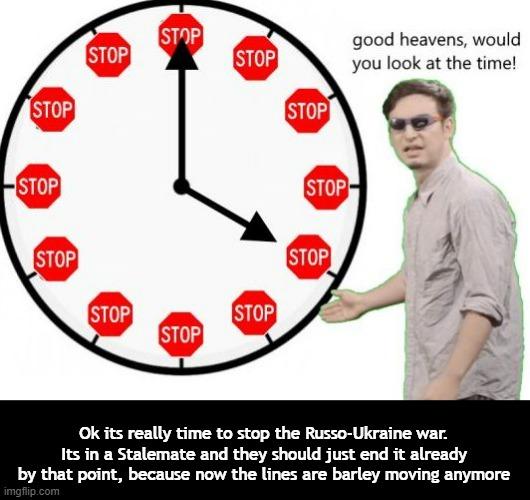 STOP
STOP
STOP
STOP
STOP
STOP
STOP
STOP
STOP
STOP
STOP
STOP
good heavens, would
you look at the time!
Ok its really time to stop the Russo-Ukraine war.
Its in a Stalemate and they should just end it already
by that point, because now the lines are barley moving anymore
imgflip.com